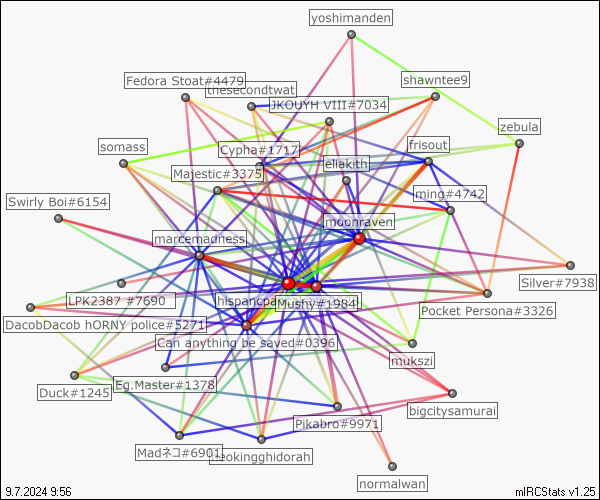 yoshimanden
Fedora Stoat#4479
shawntee9
thesecondtwat
JKOUYH VIII#7034
zebula
somass
Cypha#1717
frisout
eliakith
Majestic#3375
ming#4742
Swirly Boi#6154
moonraven
marcemadness
Silver#7938
LPK2387 #7690
Mushy#1984
Pocket Persona#3326
DacobDacob hORNY police#5271
Can anything be saved#0396
mukszi
Duck#1245
Eg.Master#1378
bigcitysamurai
Pikabro#9971
Madネコ#6901
normalwan
9.7.2024 9:56
mIRCStats v1.25